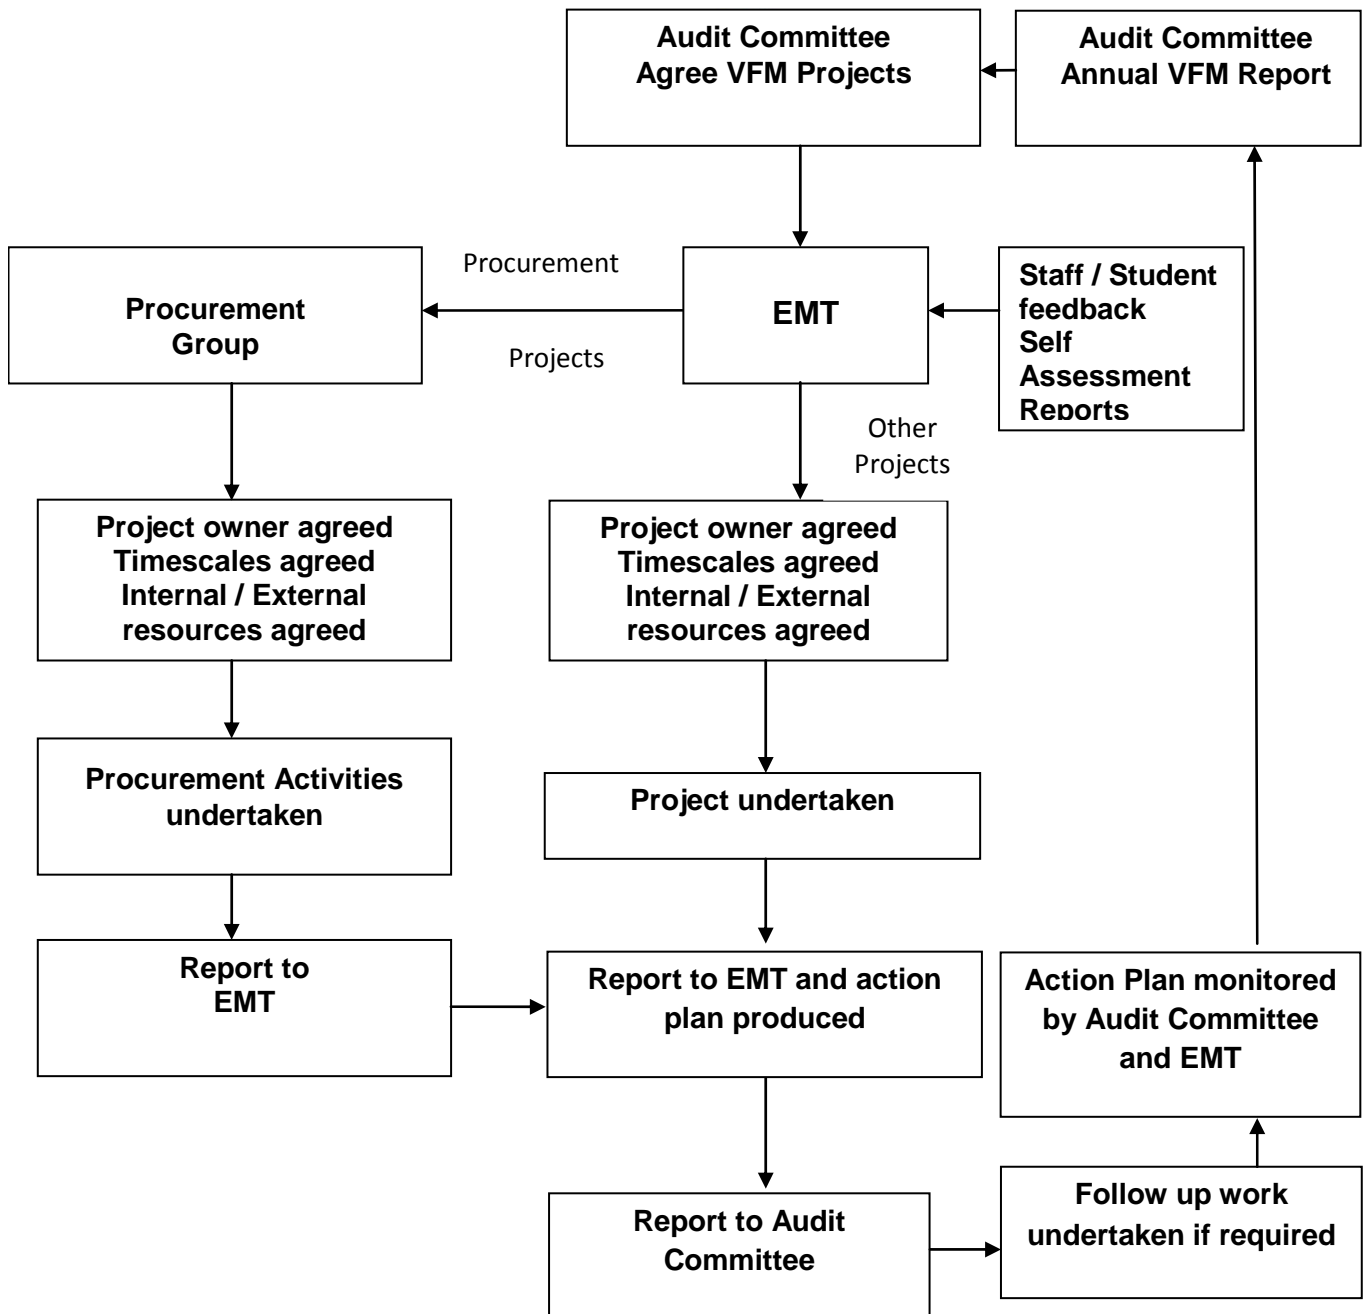 Audit Committee
Agree VFM Projects
Audit Committee
Annual VFM Report
Procurement
Group
Procurement
Projects
EMT
Staff / Student
feedback
Self
Assessment
Reports
Other
Projects
Project owner agreed
Timescales agreed
Internal / External
resources agreed
Project owner agreed
Timescales agreed
Internal / External
resources agreed
Procurement Activities
undertaken
Project undertaken
Report to
EMT
Report to EMT and action
plan produced
Action Plan monitored
by Audit Committee
and EMT
Report to Audit
Committee
Follow up work
undertaken if required